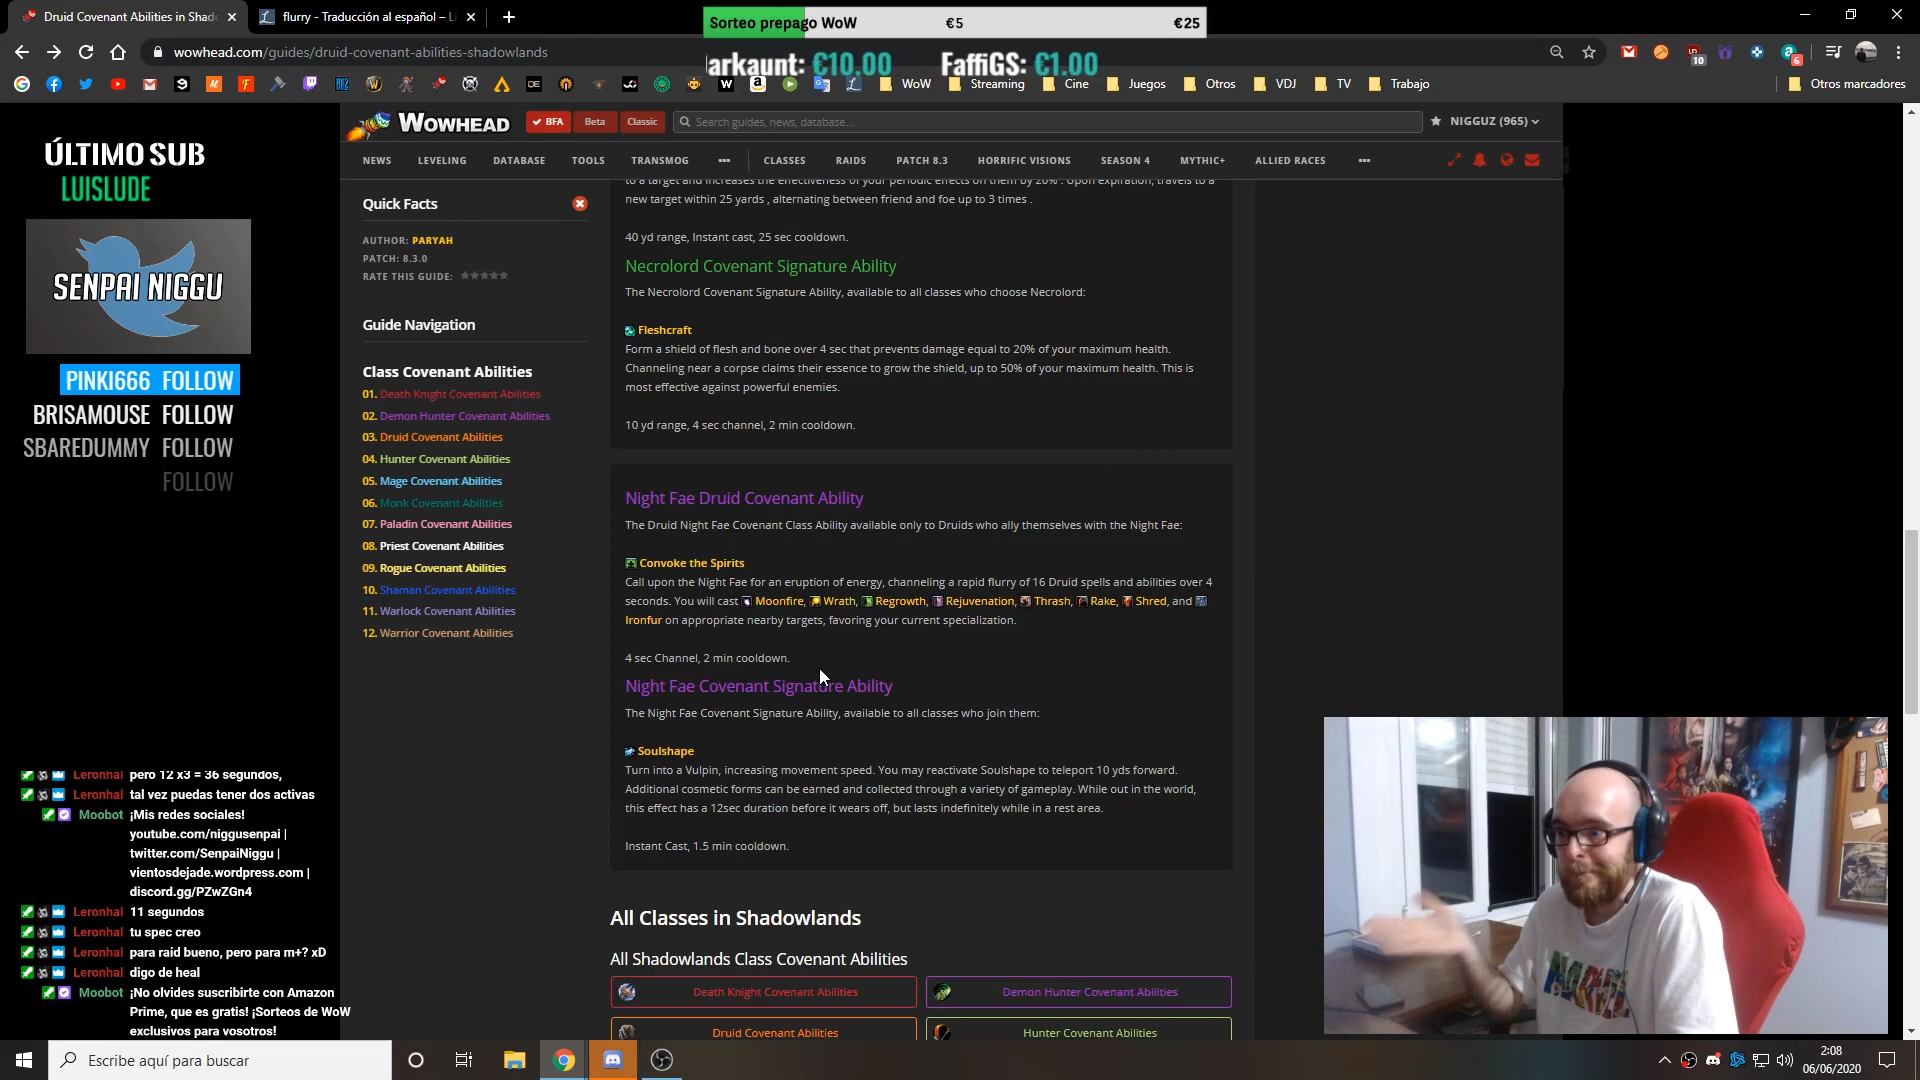 Druid Covenant Abilities in Shado
flurry - Traducción al español – Li
Sorteo prepago WoW €5 €25
wowhead.com/guides/druid-covenant-abilities-shadowlands
arkaunt: €10.00 FaffiGS: €1.00
WoW Streaming Cine Juegos Otros VDJ TV Trabajo Otros marcadores
ÚLTIMO SUB
LUISLUDE
SENPAI NIGGU
PINKI666 FOLLOW
BRISAMOUSE FOLLOW
SBAREDUMMY FOLLOW
FOLLOW
WOWHEAD BFA Beta Classic Search guides, news, database... NIGGUZ (965)
NEWS LEVELING DATABASE TOOLS TRANSMOG ... CLASSES RAIDS PATCH 8.3 HORRIFIC VISIONS SEASON 4 MYTHIC+ ALLIED RACES ...
Quick Facts
AUTHOR: PARYAH
PATCH: 8.3.0
RATE THIS GUIDE:
Guide Navigation
Class Covenant Abilities
01. Death Knight Covenant Abilities
02. Demon Hunter Covenant Abilities
03. Druid Covenant Abilities
04. Hunter Covenant Abilities
05. Mage Covenant Abilities
06. Monk Covenant Abilities
07. Paladin Covenant Abilities
08. Priest Covenant Abilities
09. Rogue Covenant Abilities
10. Shaman Covenant Abilities
11. Warlock Covenant Abilities
12. Warrior Covenant Abilities
to a target and increases the effectiveness of your periodic effects on them by 20% . Upon expiration, travels to a
new target within 25 yards , alternating between friend and foe up to 3 times .
40 yd range, Instant cast, 25 sec cooldown.
Necrolord Covenant Signature Ability
The Necrolord Covenant Signature Ability, available to all classes who choose Necrolord:
Fleshcraft
Form a shield of flesh and bone over 4 sec that prevents damage equal to 20% of your maximum health.
Channeling near a corpse claims their essence to grow the shield, up to 50% of your maximum health. This is
most effective against powerful enemies.
10 yd range, 4 sec channel, 2 min cooldown.
Night Fae Druid Covenant Ability
The Druid Night Fae Covenant Class Ability available only to Druids who ally themselves with the Night Fae:
Convoke the Spirits
Call upon the Night Fae for an eruption of energy, channeling a rapid flurry of 16 Druid spells and abilities over 4
seconds. You will cast Moonfire, Wrath, Regrowth, Rejuvenation, Thrash, Rake, Shred, and
Ironfur on appropriate nearby targets, favoring your current specialization.
4 sec Channel, 2 min cooldown.
Night Fae Covenant Signature Ability
The Night Fae Covenant Signature Ability, available to all classes who join them:
Soulshape
Turn into a Vulpin, increasing movement speed. You may reactivate Soulshape to teleport 10 yds forward.
Additional cosmetic forms can be earned and collected through a variety of gameplay. While out in the world,
this effect has a 12sec duration before it wears off, but lasts indefinitely while in a rest area.
Instant Cast, 1.5 min cooldown.
All Classes in Shadowlands
All Shadowlands Class Covenant Abilities
Death Knight Covenant Abilities Demon Hunter Covenant Abilities
Druid Covenant Abilities Hunter Covenant Abilities
Leronhal pero 12 x3 = 36 segundos,
Leronhal tal vez puedas tener dos activas
Moobot ¡Mis redes sociales!
youtube.com/niggusenpai |
twitter.com/SenpaiNiggu |
vientosdejade.wordpress.com |
discord.gg/PZwZGn4
Leronhal 11 segundos
Leronhal tu spec creo
Leronhal para raid bueno, pero para m+? xD
Leronhal digo de heal
Moobot ¡No olvides suscribirte con Amazon
Prime, que es gratis! ¡Sorteos de WoW
exclusivos para vosotros!
Escribe aquí para buscar
2:08
06/06/2020